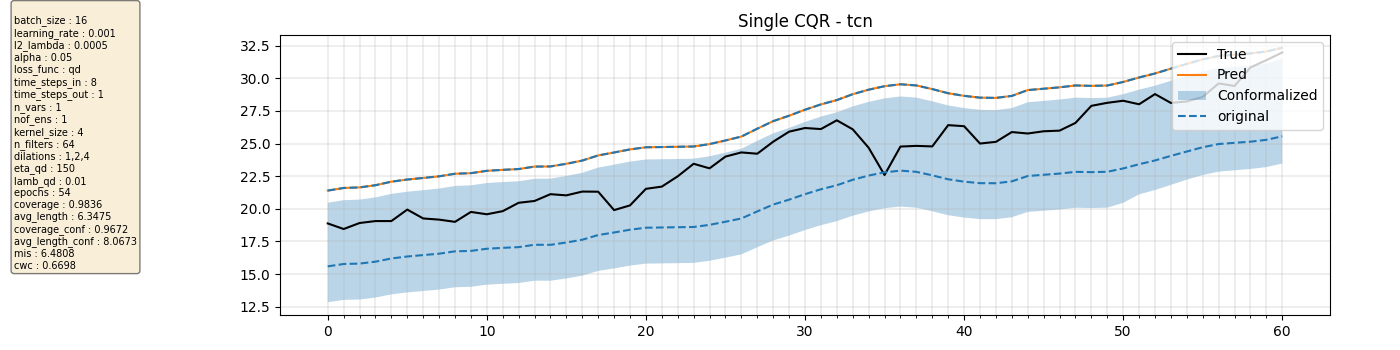 batch_size : 16
learning_rate : 0.001
l2_lambda : 0.0005
alpha : 0.05
loss_func : qd
time_steps_in : 8
time_steps_out : 1
n_vars : 1
nof_ens : 1
kernel_size : 4
n_filters : 64
dilations : 1,2,4
eta_qd : 150
lamb_qd : 0.01
epochs : 54
coverage : 0.9836
avg_length : 6.3475
coverage_conf : 0.9672
avg_length_conf : 8.0673
mis : 6.4808
cwc : 0.6698
Single CQR - tcn
32.5
30.0
27.5
25.0
22.5
20.0
17.5
15.0
12.5
True
Pred
Conformalized
original
0 10 20 30 40 50 60